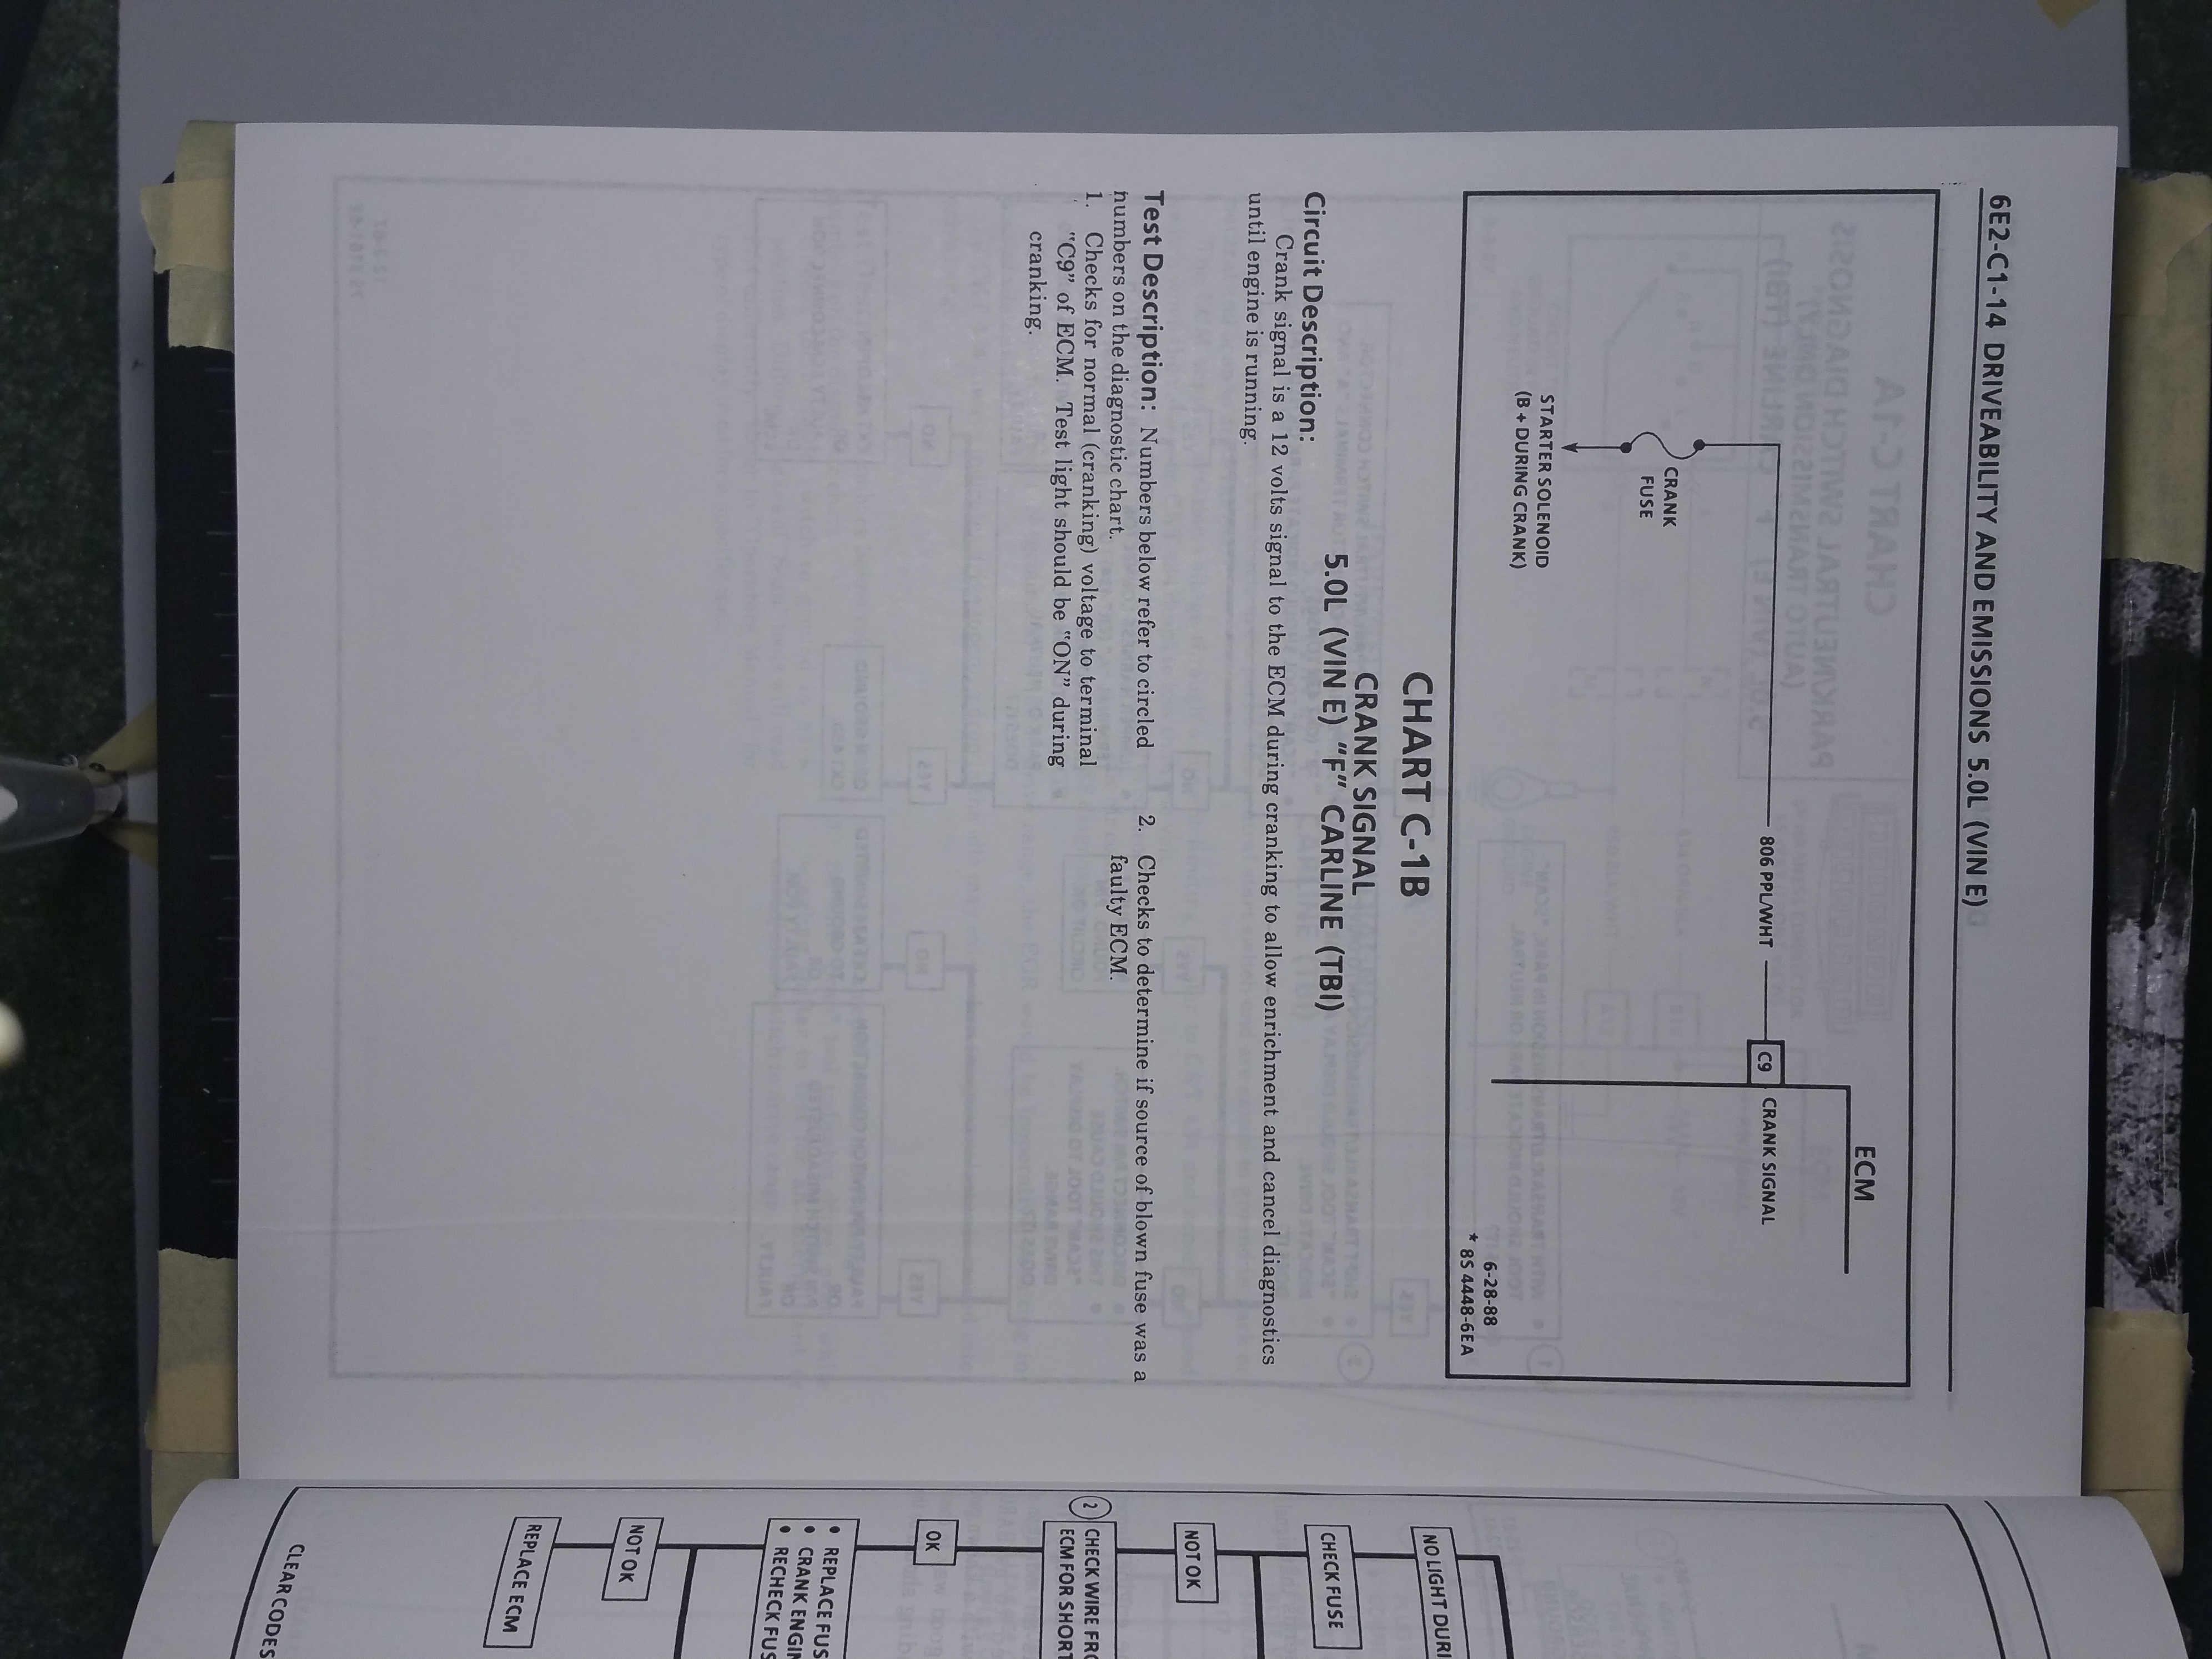 6E2-C1-14 DRIVEABILITY AND EMISSIONS 5.0L (VIN E)
ECM
806 PPL/WHT
C9
CRANK SIGNAL
CRANK
FUSE
STARTER SOLENOID
(B + DURING CRANK)
6-28-88
* 8S 4448-6EA
CHART C-1B
CRANK SIGNAL
5.0L (VIN E) "F" CARLINE (TBI)
Circuit Description:
Crank signal is a 12 volts signal to the ECM during cranking to allow enrichment and cancel diagnostics
until engine is running.
Test Description: Numbers below refer to circled
numbers on the diagnostic chart.
1. Checks for normal (cranking) voltage to terminal
"C9" of ECM. Test light should be "ON" during
cranking.
2. Checks to determine if source of blown fuse was a
faulty ECM.
NO LIGHT DURI
CHECK FUSE
NOT OK
2
CHECK WIRE FRO
ECM FOR SHORT
OK
• REPLACE FUS
• CRANK ENGIN
• RECHECK FUS
NOT OK
REPLACE ECM
CLEAR CODES